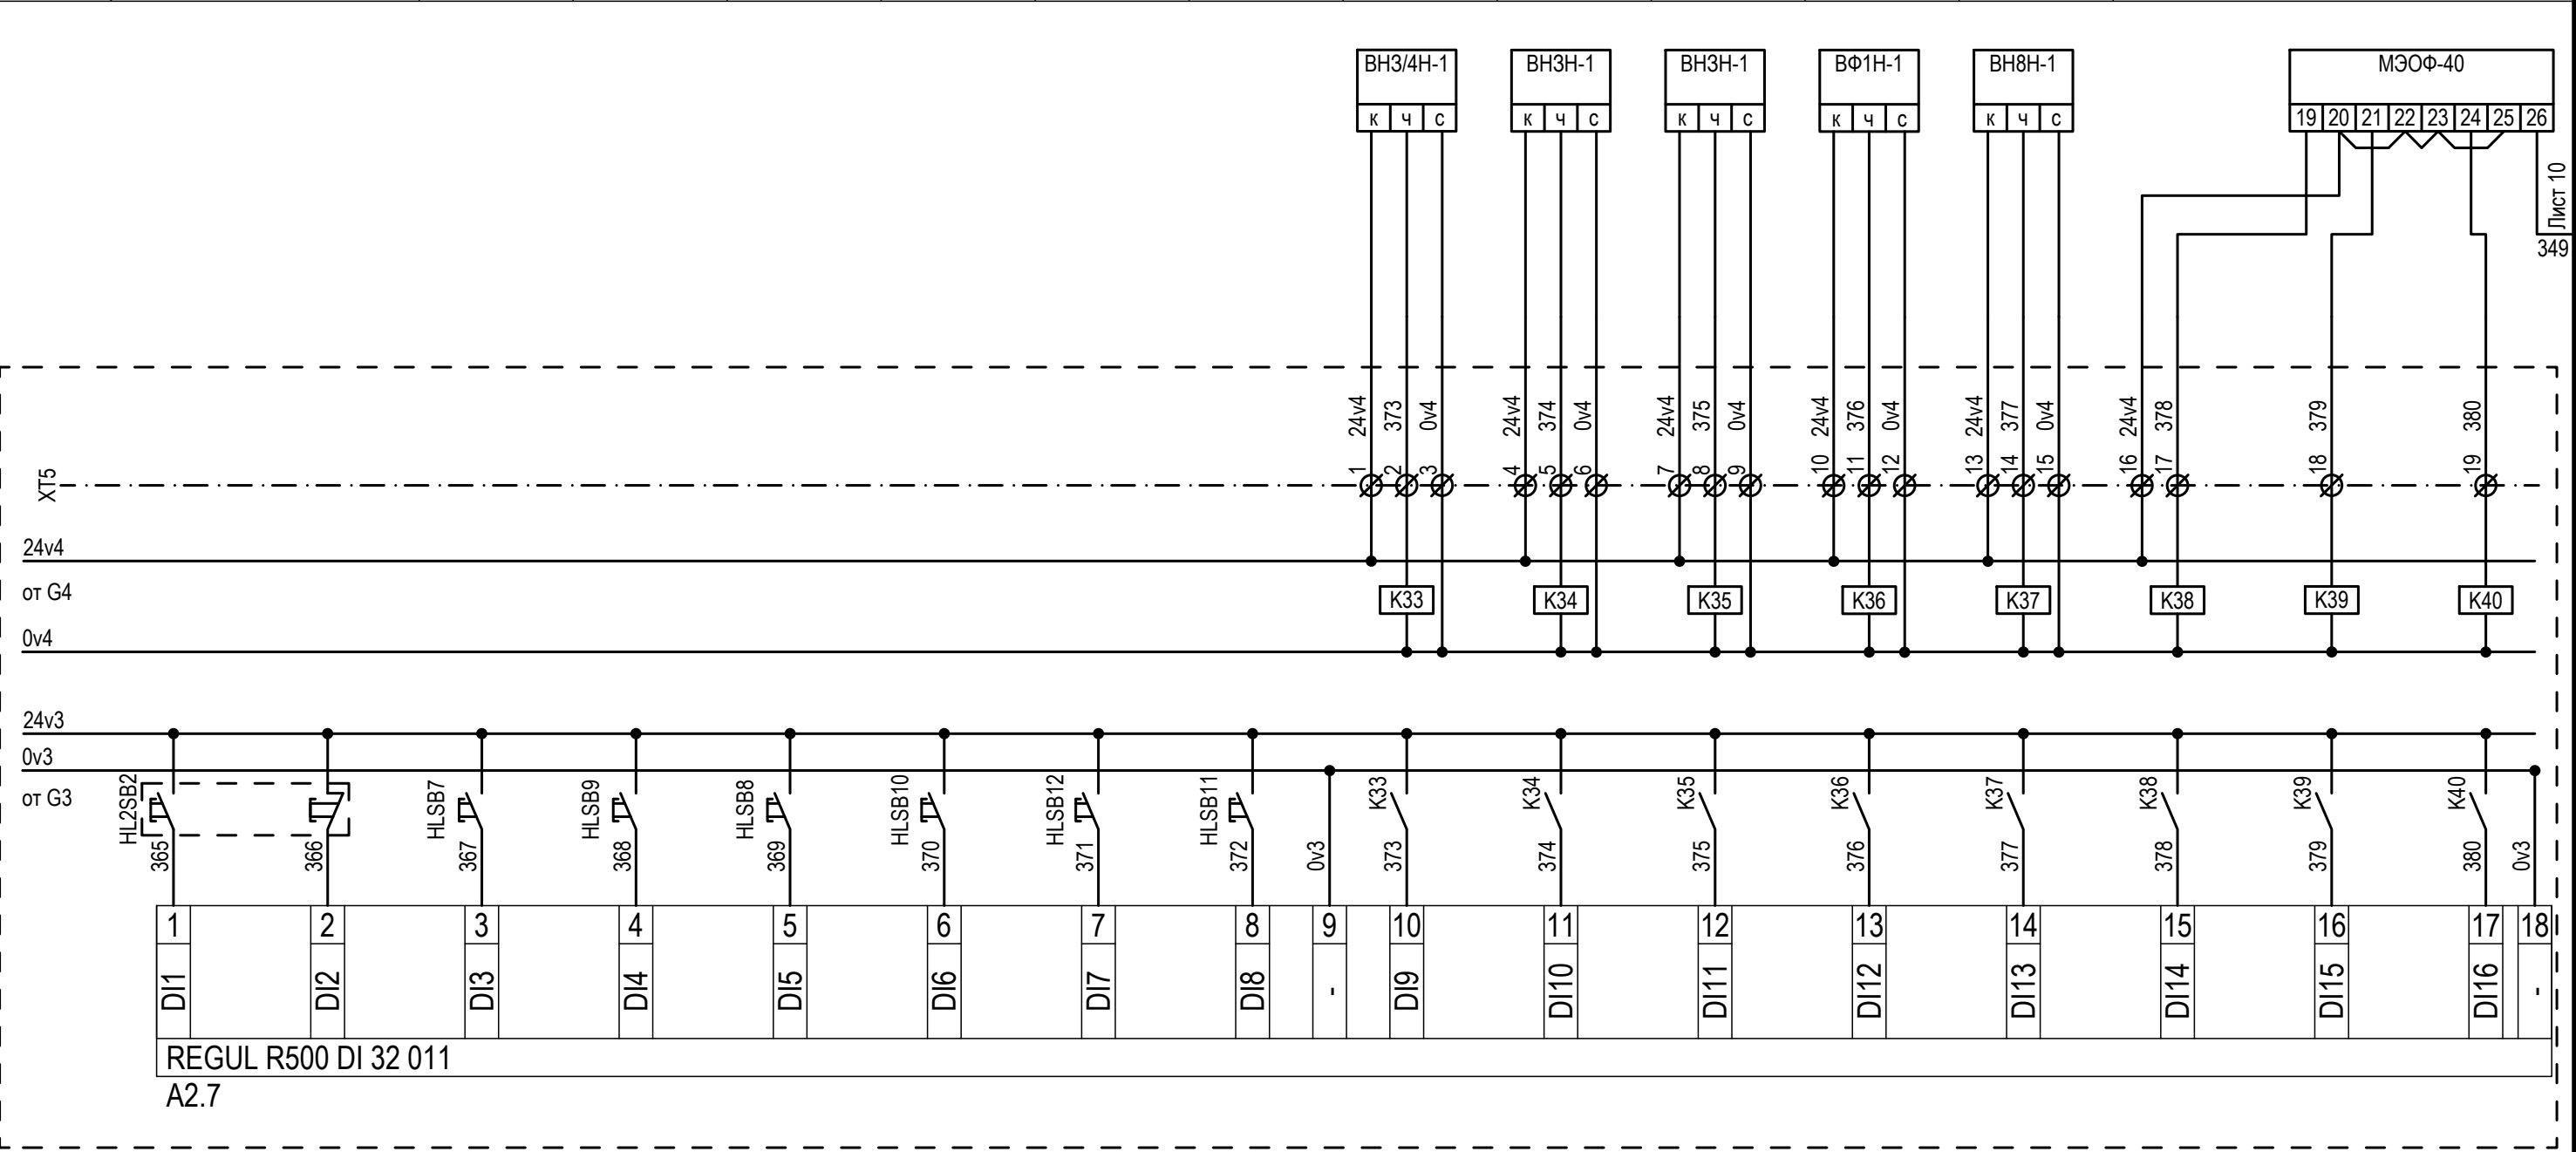 ВН3/4Н-1 ВН3Н-1 ВН3Н-1 ВФ1Н-1 ВН8Н-1 МЭОФ-40
к ч с к ч с к ч с к ч с к ч с 19 20 21 22 23 24 25 26
Лист 10
349
24v4 373 0v4 24v4 374 0v4 24v4 375 0v4 24v4 376 0v4 24v4 377 0v4 24v4 378 379 380
XT5 1 2 3 4 5 6 7 8 9 10 11 12 13 14 15 16 17 18 19
24v4
от G4 K33 K34 K35 K36 K37 K38 K39 K40
0v4
24v3
0v3
от G3
HL2SB2 HLSB7 HLSB9 HLSB8 HLSB10 HLSB12 HLSB11 K33 K34 K35 K36 K37 K38 K39 K40
365 366 367 368 369 370 371 372 0v3 373 374 375 376 377 378 379 380 0v3
1 2 3 4 5 6 7 8 9 10 11 12 13 14 15 16 17 18
DI1 DI2 DI3 DI4 DI5 DI6 DI7 DI8 - DI9 DI10 DI11 DI12 DI13 DI14 DI15 DI16 -
REGUL R500 DI 32 011
A2.7